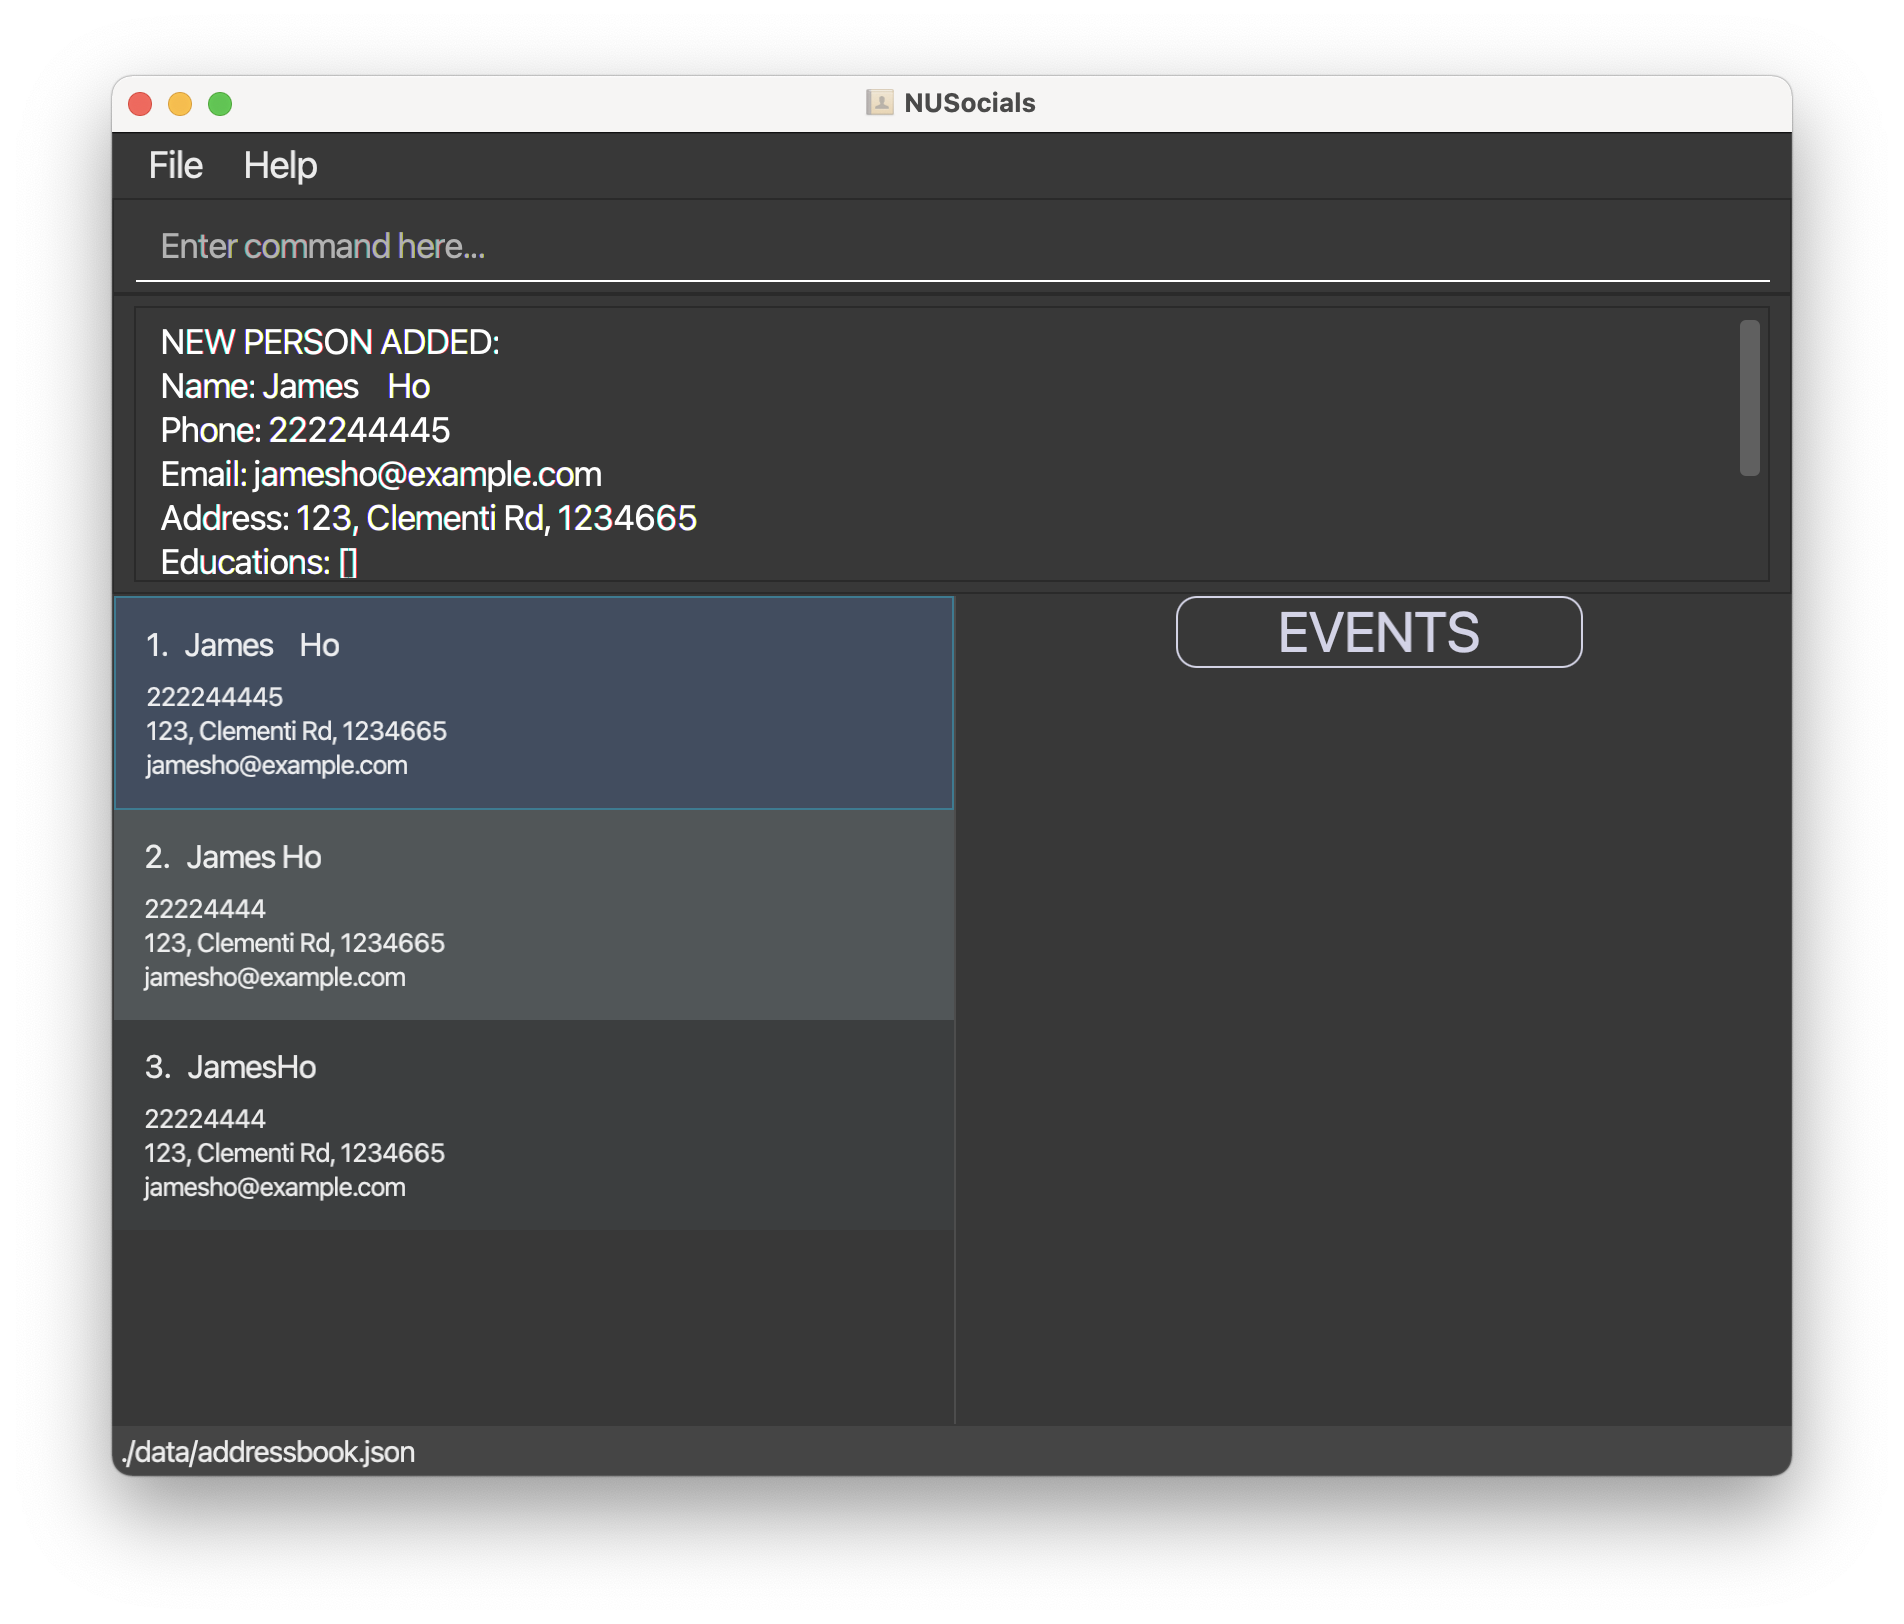 NUSocials
File Help
Enter command here...
NEW PERSON ADDED:
Name: James    Ho
Phone: 222244445
Email: jamesho@example.com
Address: 123, Clementi Rd, 1234665
Educations: []
1. James    Ho
222244445
123, Clementi Rd, 1234665
jamesho@example.com
2. James Ho
22224444
123, Clementi Rd, 1234665
jamesho@example.com
3. JamesHo
22224444
123, Clementi Rd, 1234665
jamesho@example.com
EVENTS
./data/addressbook.json